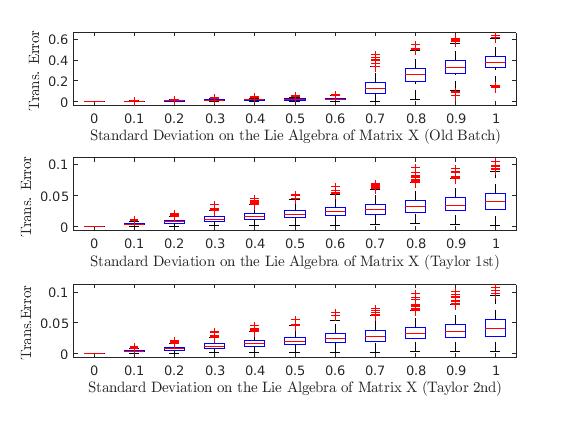 Trans. Error
0.6
0.4
0.2
0
0 0.1 0.2 0.3 0.4 0.5 0.6 0.7 0.8 0.9 1
Standard Deviation on the Lie Algebra of Matrix X (Old Batch)
Trans. Error
0.1
0.05
0
0 0.1 0.2 0.3 0.4 0.5 0.6 0.7 0.8 0.9 1
Standard Deviation on the Lie Algebra of Matrix X (Taylor 1st)
Trans.Error
0.1
0.05
0
0 0.1 0.2 0.3 0.4 0.5 0.6 0.7 0.8 0.9 1
Standard Deviation on the Lie Algebra of Matrix X (Taylor 2nd)